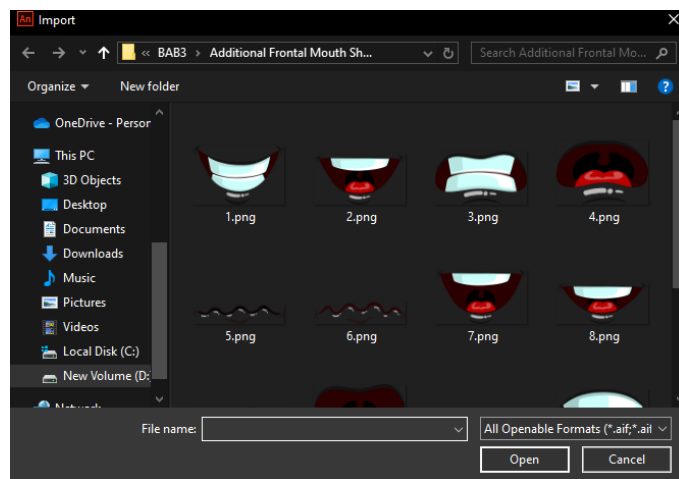 An Import
« BAB3 › Additional Frontal Mouth Sh...
Search Additional Frontal Mo...
Organize
New folder
OneDrive - Person
This PC
3D Objects
Desktop
Documents
Downloads
Music
Pictures
Videos
Local Disk (C:)
New Volume (D:
1.png
2.png
3.png
4.png
5.png
6.png
7.png
8.png
File name:
All Openable Formats (*.aif;*.aif
Open
Cancel